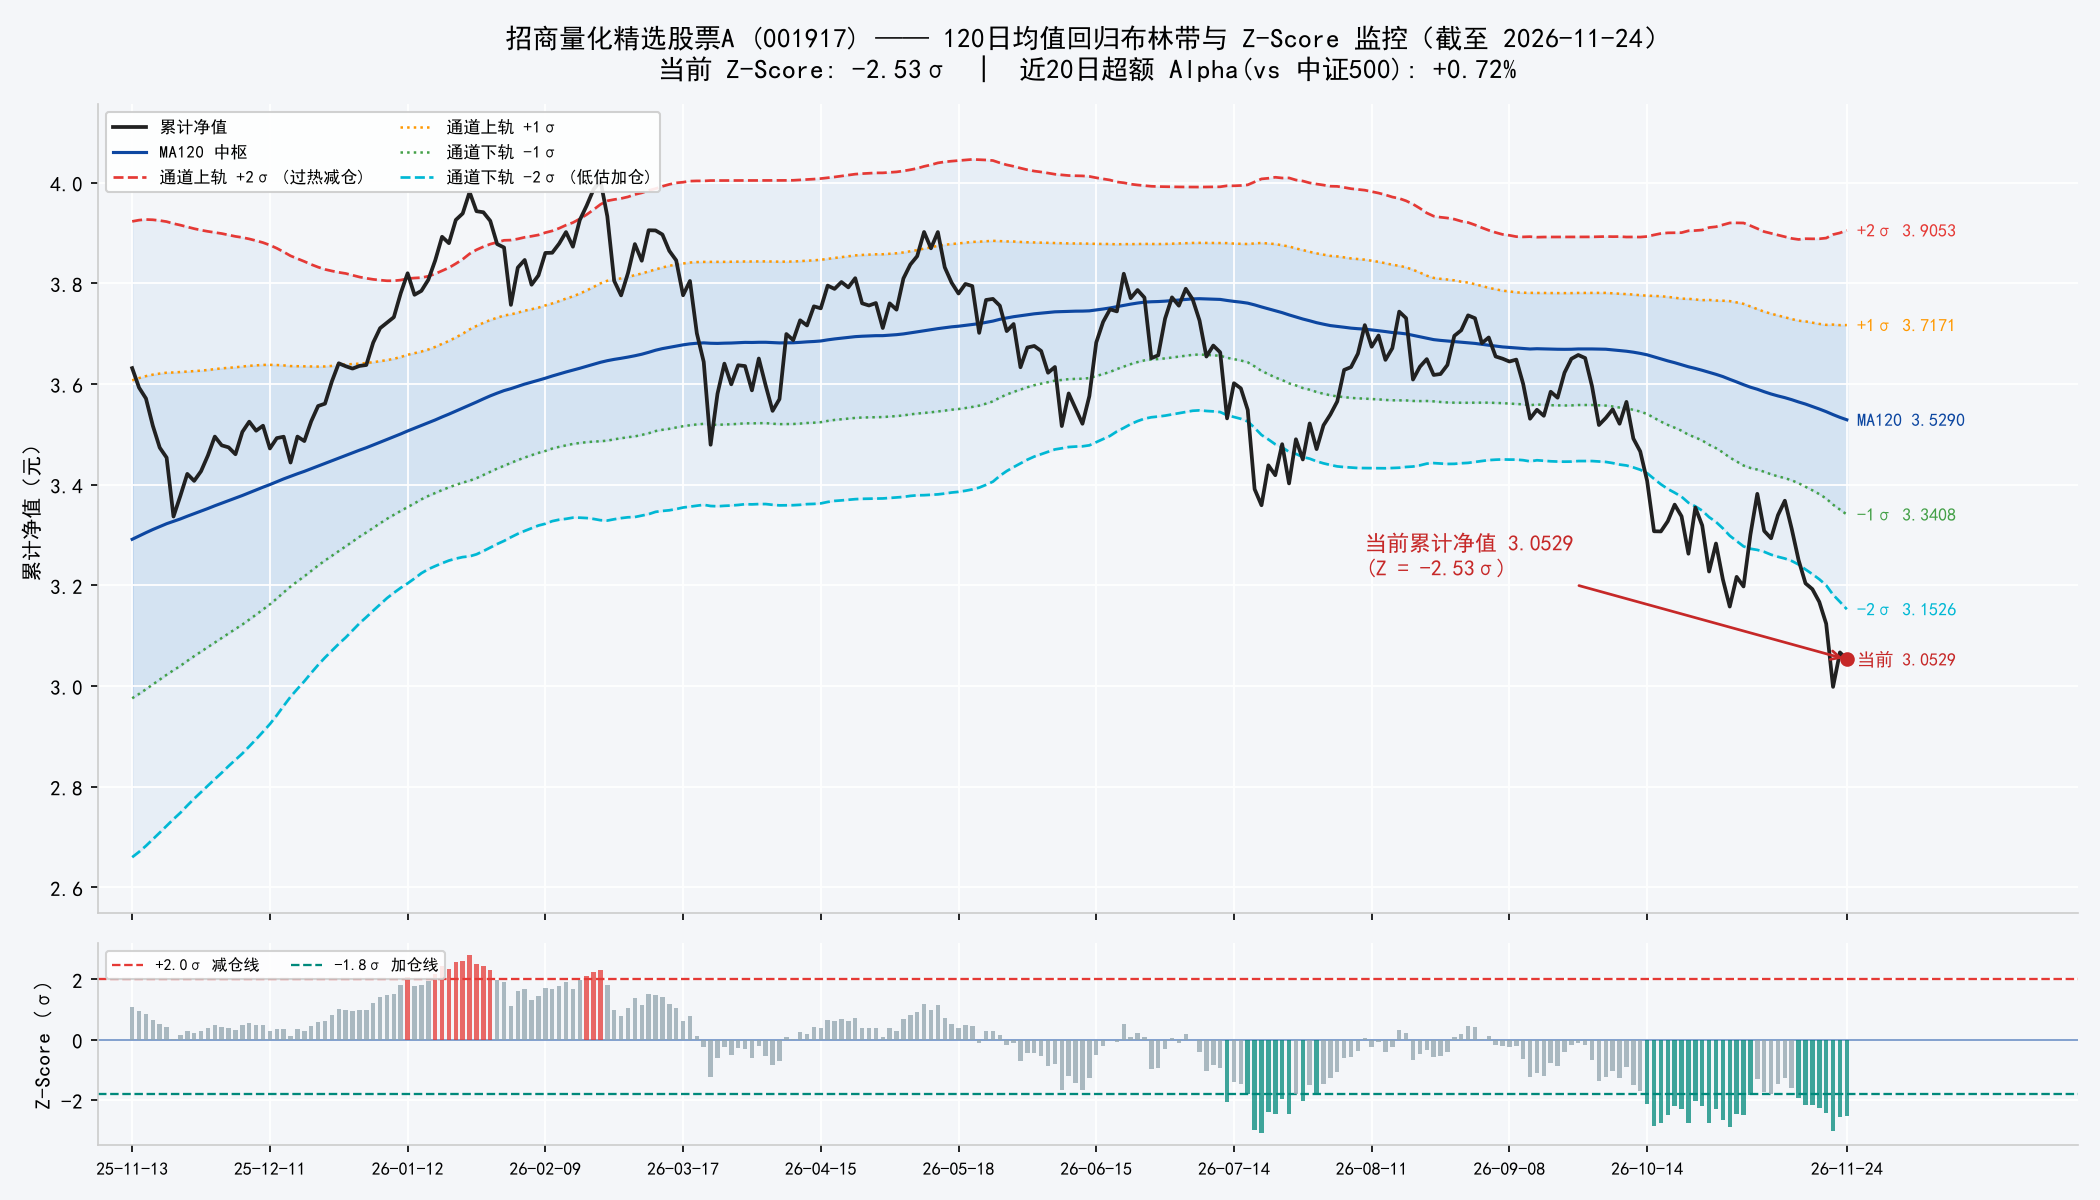 招商量化精选股票A (001917) —— 120日均值回归布林带与 Z-Score 监控（截至 2026-11-24）
当前 Z-Score: -2.53σ | 近20日超额 Alpha(vs 中证500): +0.72%
累计净值
MA120 中枢
通道上轨 +2σ (过热减仓)
通道上轨 +1σ
通道下轨 -1σ
通道下轨 -2σ (低估加仓)
累计净值 (元)
4.0
3.8
3.6
3.4
3.2
3.0
2.8
2.6
+2σ 3.9053
+1σ 3.7171
MA120 3.5290
-1σ 3.3408
-2σ 3.1526
当前 3.0529
当前累计净值 3.0529
(Z = -2.53σ)
+2.0σ 减仓线
-1.8σ 加仓线
Z-Score (σ)
2
0
-2
25-11-13
25-12-11
26-01-12
26-02-09
26-03-17
26-04-15
26-05-18
26-06-15
26-07-14
26-08-11
26-09-08
26-10-14
26-11-24